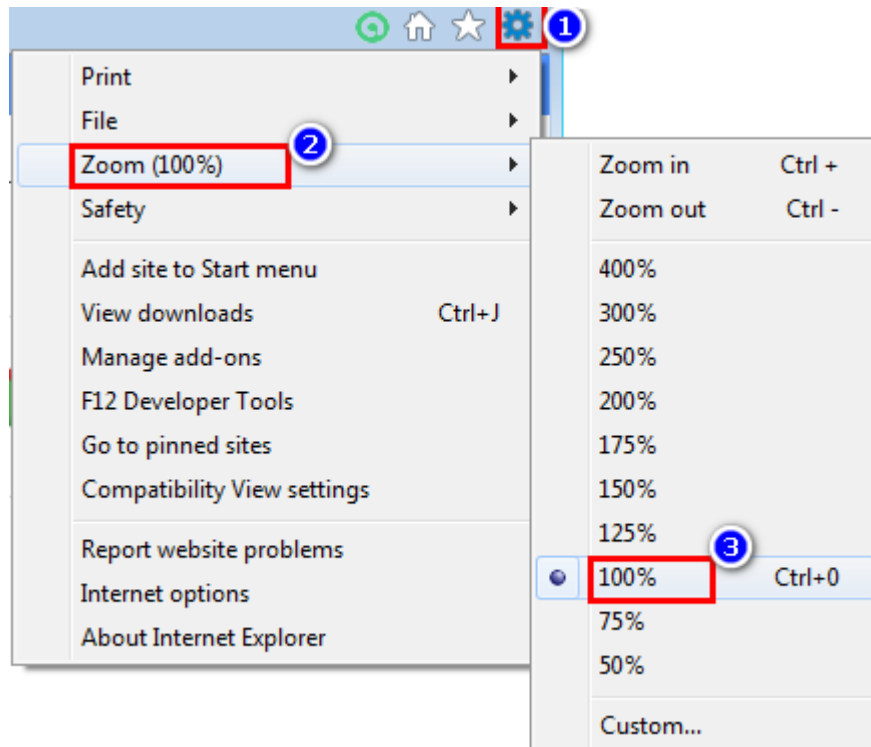 1
Print
File
2
Zoom (100%)
Safety
Add site to Start menu
View downloads Ctrl+J
Manage add-ons
F12 Developer Tools
Go to pinned sites
Compatibility View settings
Report website problems
Internet options
About Internet Explorer
Zoom in Ctrl +
Zoom out Ctrl -
400%
300%
250%
200%
175%
150%
125%
3
100% Ctrl+0
75%
50%
Custom...